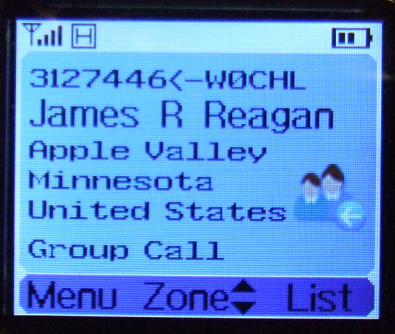 H
3127446<-W0CHL
James R Reagan
Apple Valley
Minnesota
United States
Group Call
Menu Zone List